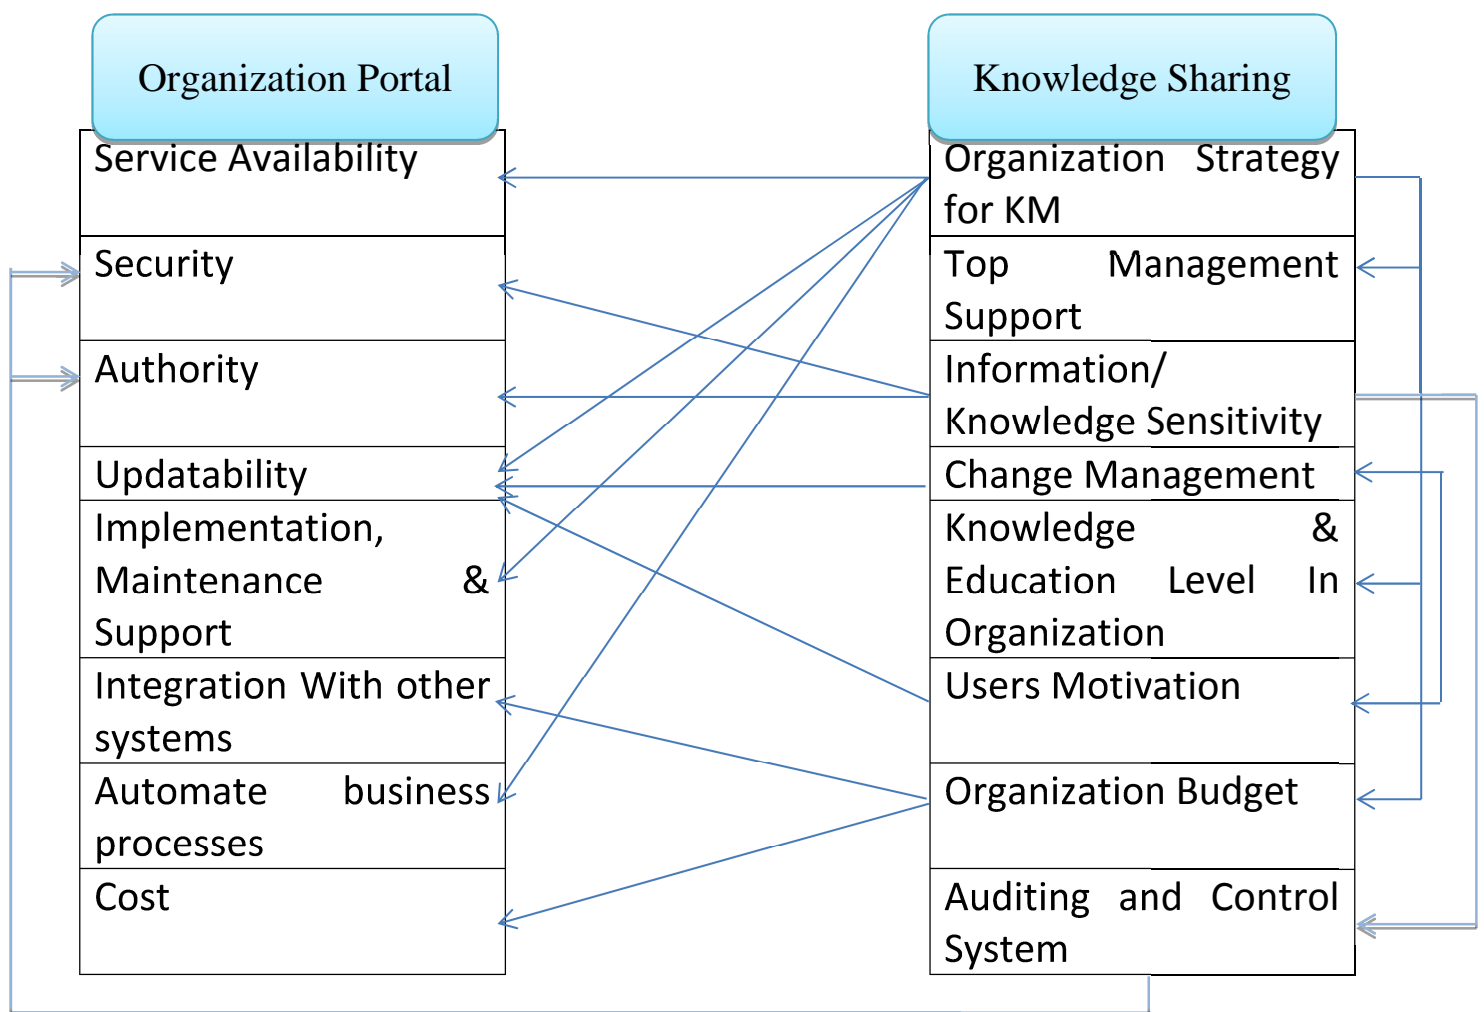 Organization Portal
Service Availability
Security
Authority
Updatability
Implementation,
Maintenance &
Support
Integration With other
systems
Automate business
processes
Cost
Knowledge Sharing
Organization Strategy
for KM
Top Management
Support
Information/
Knowledge Sensitivity
Change Management
Knowledge &
Education Level In
Organization
Users Motivation
Organization Budget
Auditing and Control
System